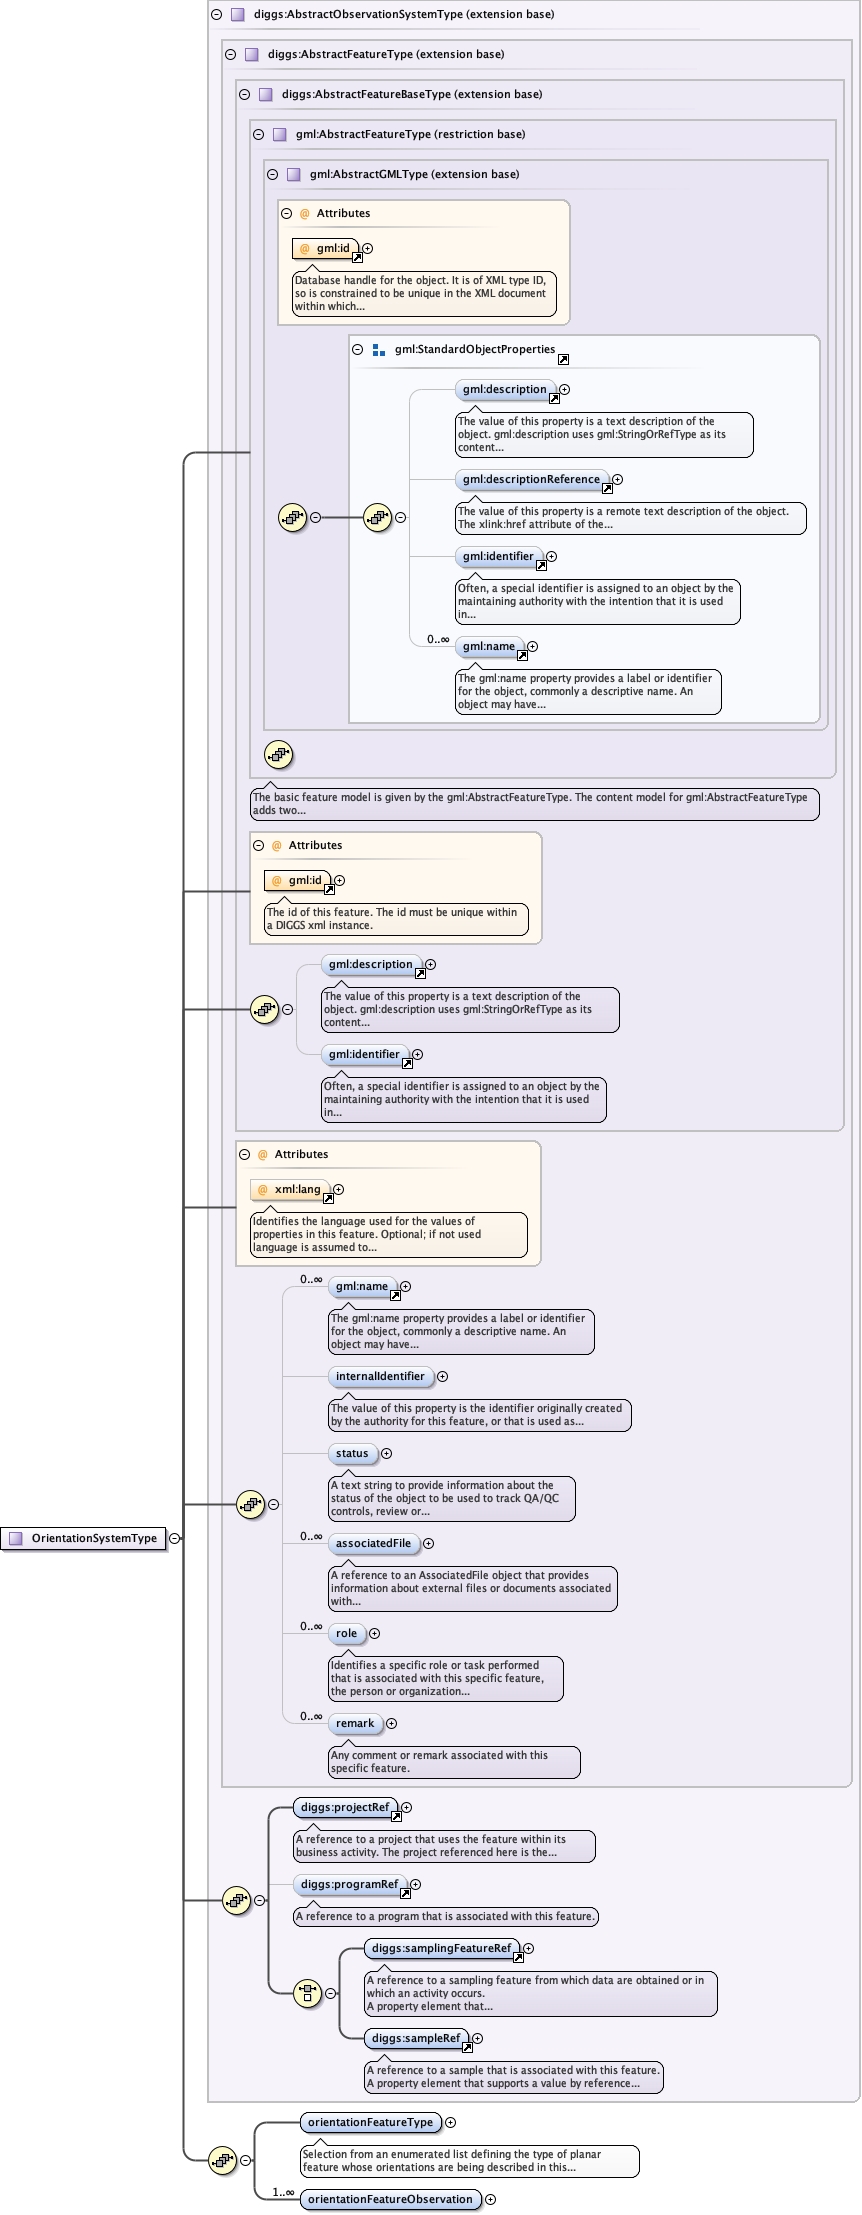 diggs:AbstractObservationSystemType (extension base)
diggs:AbstractFeatureType (extension base)
diggs:AbstractFeatureBaseType (extension base)
gml:AbstractFeatureType (restriction base)
gml:AbstractGMLType (extension base)
@ Attributes
@ gml:id
Database handle for the object. It is of XML type ID,
so is constrained to be unique in the XML document
within which...
gml:StandardObjectProperties
gml:description
The value of this property is a text description of the
object. gml:description uses gml:StringOrRefType as its
content...
gml:descriptionReference
The value of this property is a remote text description of the object.
The xlink:href attribute of the...
gml:identifier
Often, a special identifier is assigned to an object by the
maintaining authority with the intention that it is used
in...
0..∞
gml:name
The gml:name property provides a label or identifier
for the object, commonly a descriptive name. An
object may have...
The basic feature model is given by the gml:AbstractFeatureType. The content model for gml:AbstractFeatureType
adds two...
@ Attributes
@ gml:id
The id of this feature. The id must be unique within
a DIGGS xml instance.
gml:description
The value of this property is a text description of the
object. gml:description uses gml:StringOrRefType as its
content...
gml:identifier
Often, a special identifier is assigned to an object by the
maintaining authority with the intention that it is used
in...
@ Attributes
@ xml:lang
Identifies the language used for the values of
properties in this feature. Optional; if not used
language is assumed to...
0..∞
gml:name
The gml:name property provides a label or identifier
for the object, commonly a descriptive name. An
object may have...
internalIdentifier
The value of this property is the identifier originally created
by the authority for this feature, or that is used as...
status
A text string to provide information about the
status of the object to be used to track QA/QC
controls, review or...
OrientationSystemType
0..∞
associatedFile
A reference to an AssociatedFile object that provides
information about external files or documents associated
with...
0..∞
role
Identifies a specific role or task performed
that is associated with this specific feature,
the person or organization...
0..∞
remark
Any comment or remark associated with this
specific feature.
diggs:projectRef
A reference to a project that uses the feature within its
business activity. The project referenced here is the...
diggs:programRef
A reference to a program that is associated with this feature.
diggs:samplingFeatureRef
A reference to a sampling feature from which data are obtained or in
which an activity occurs.
A property element that...
diggs:sampleRef
A reference to a sample that is associated with this feature.
A property element that supports a value by reference...
orientationFeatureType
Selection from an enumerated list defining the type of planar
feature whose orientations are being described in this...
1..∞
orientationFeatureObservation